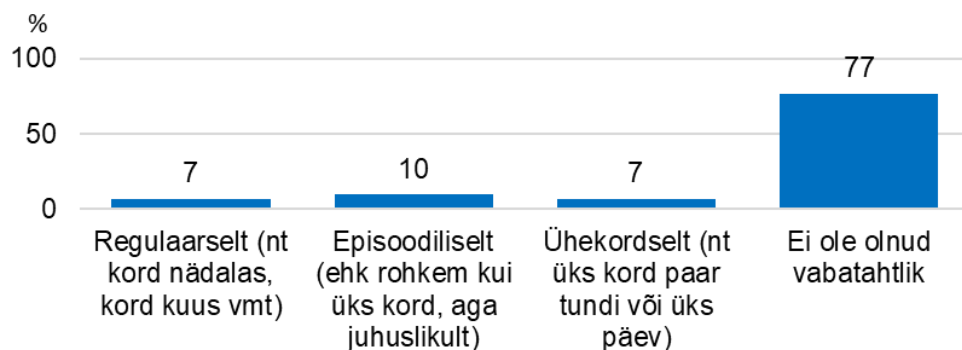 %
100
77
50
7
10
7
0
Regulaarselt (nt
kord nädalas,
kord kuus vmt)
Episoodiliselt
(ehk rohkem kui
üks kord, aga
juhuslikult)
Ühekordselt (nt
üks kord paar
tundi või üks
päev)
Ei ole olnud
vabatahtlik